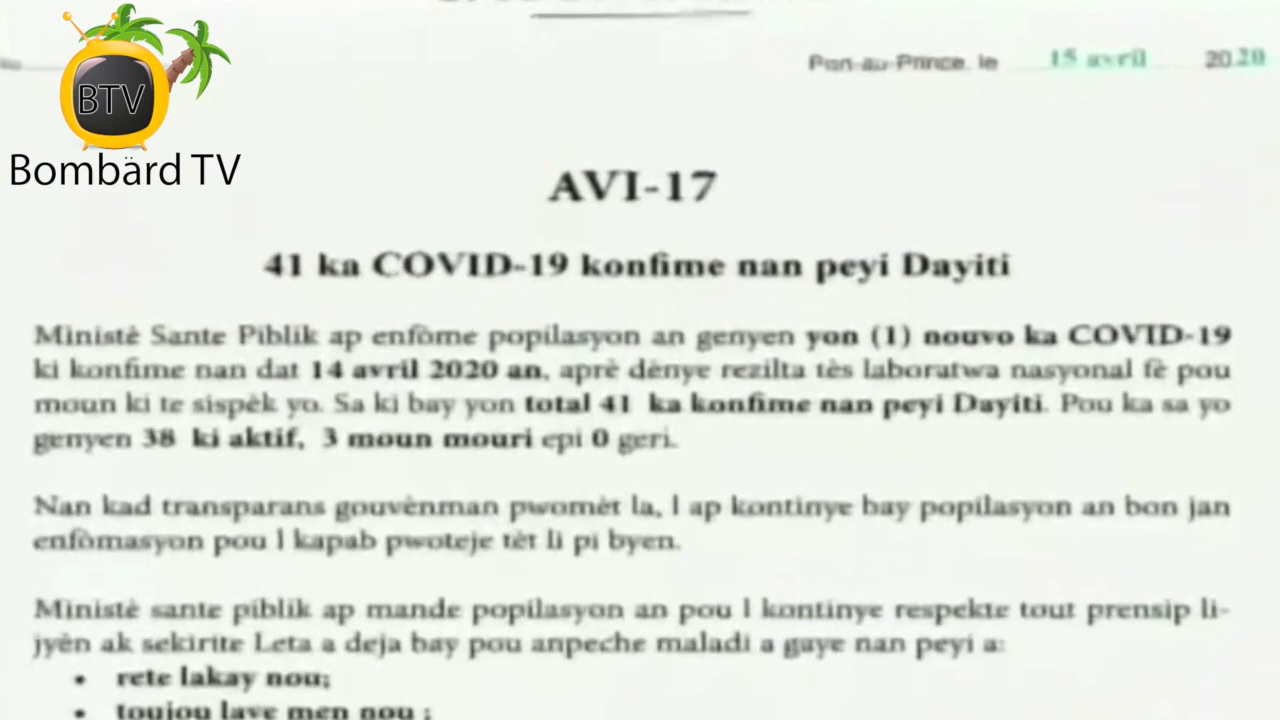 BTV
Bombärd TV
Port-au-Prince, le 15 avril 2020
AVI-17
41 ka COVID-19 konfime nan peyi Dayiti
Ministè Sante Piblik ap enfòme popilasyon an genyen yon (1) nouvo ka COVID-19
ki konfime nan dat 14 avril 2020 an, aprè dènye rezilta tès laboratwa nasyonal fè pou
moun ki te sispèk yo. Sa ki bay yon total 41 ka konfime nan peyi Dayiti. Pou ka sa yo
genyen 38 ki aktif, 3 moun mouri epi 0 geri.
Nan kad transparans gouvènman pwomèt la, l ap kontinye bay popilasyon an bon jan
enfòmasyon pou l kapab pwoteje tèt li pi byen.
Ministè sante piblik ap mande popilasyon an pou l kontinye respekte tout prensip li-
jyèn ak sekirite Leta a deja bay pou anpeche maladi a gaye nan peyi a:
• rete lakay nou;
• toujou lave men nou ;